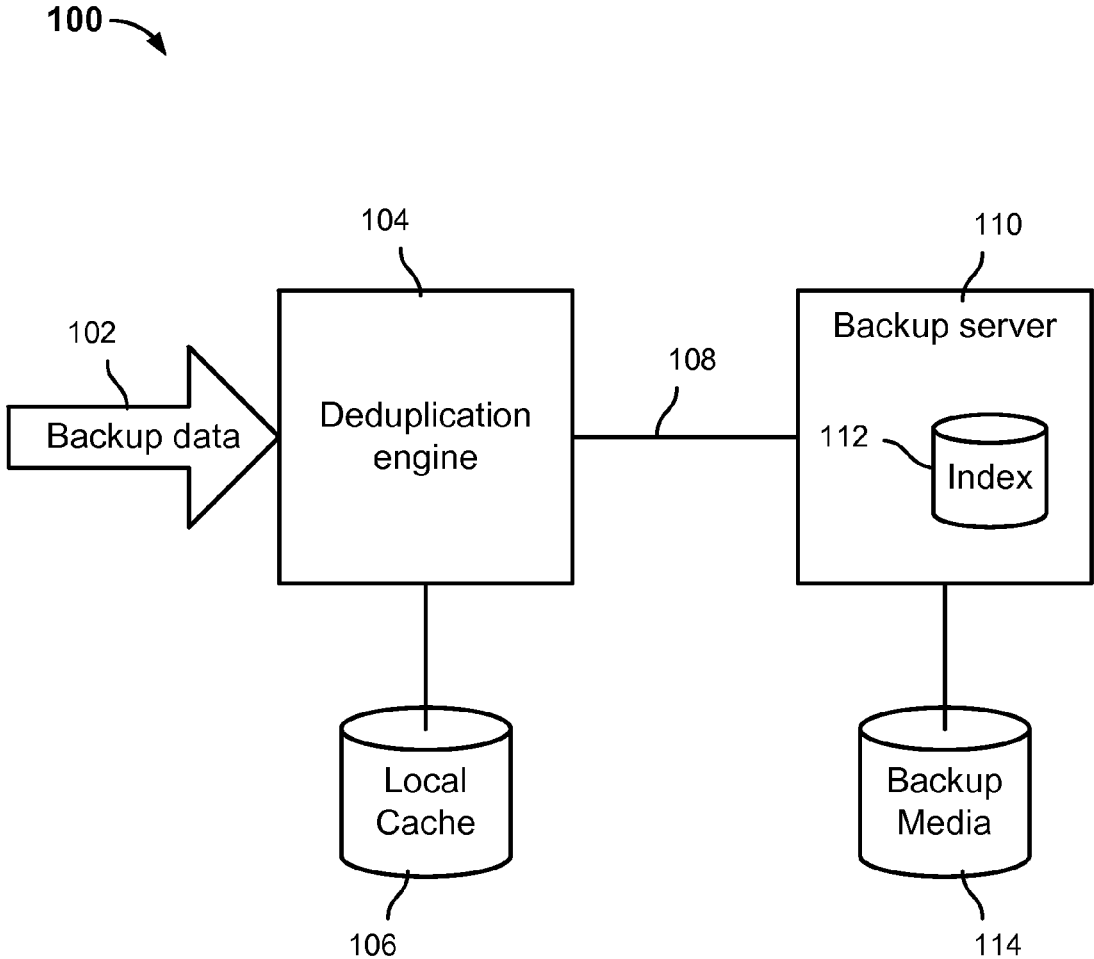 100
104
110
102
Backup server
108
Deduplication
engine
Backup data
112
Index
Local
Cache
Backup
Media
106
114